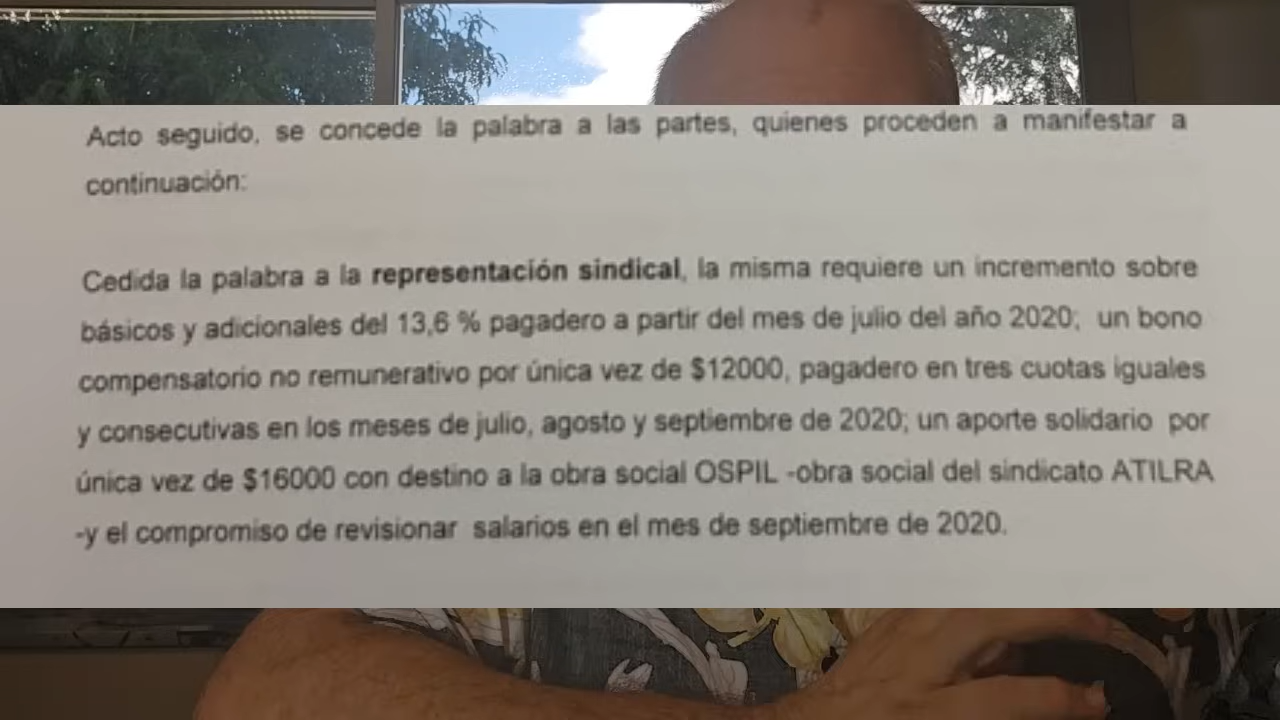 Acto seguido, se concede la palabra a las partes, quienes proceden a manifestar a
continuación:
Cedida la palabra a la representación sindical, la misma requiere un incremento sobre
básicos y adicionales del 13,6 % pagadero a partir del mes de julio del año 2020; un bono
compensatorio no remunerativo por única vez de $12000, pagadero en tres cuotas iguales
y consecutivas en los meses de julio, agosto y septiembre de 2020; un aporte solidario por
única vez de $16000 con destino a la obra social OSPIL -obra social del sindicato ATILRA
-y el compromiso de revisionar salarios en el mes de septiembre de 2020.